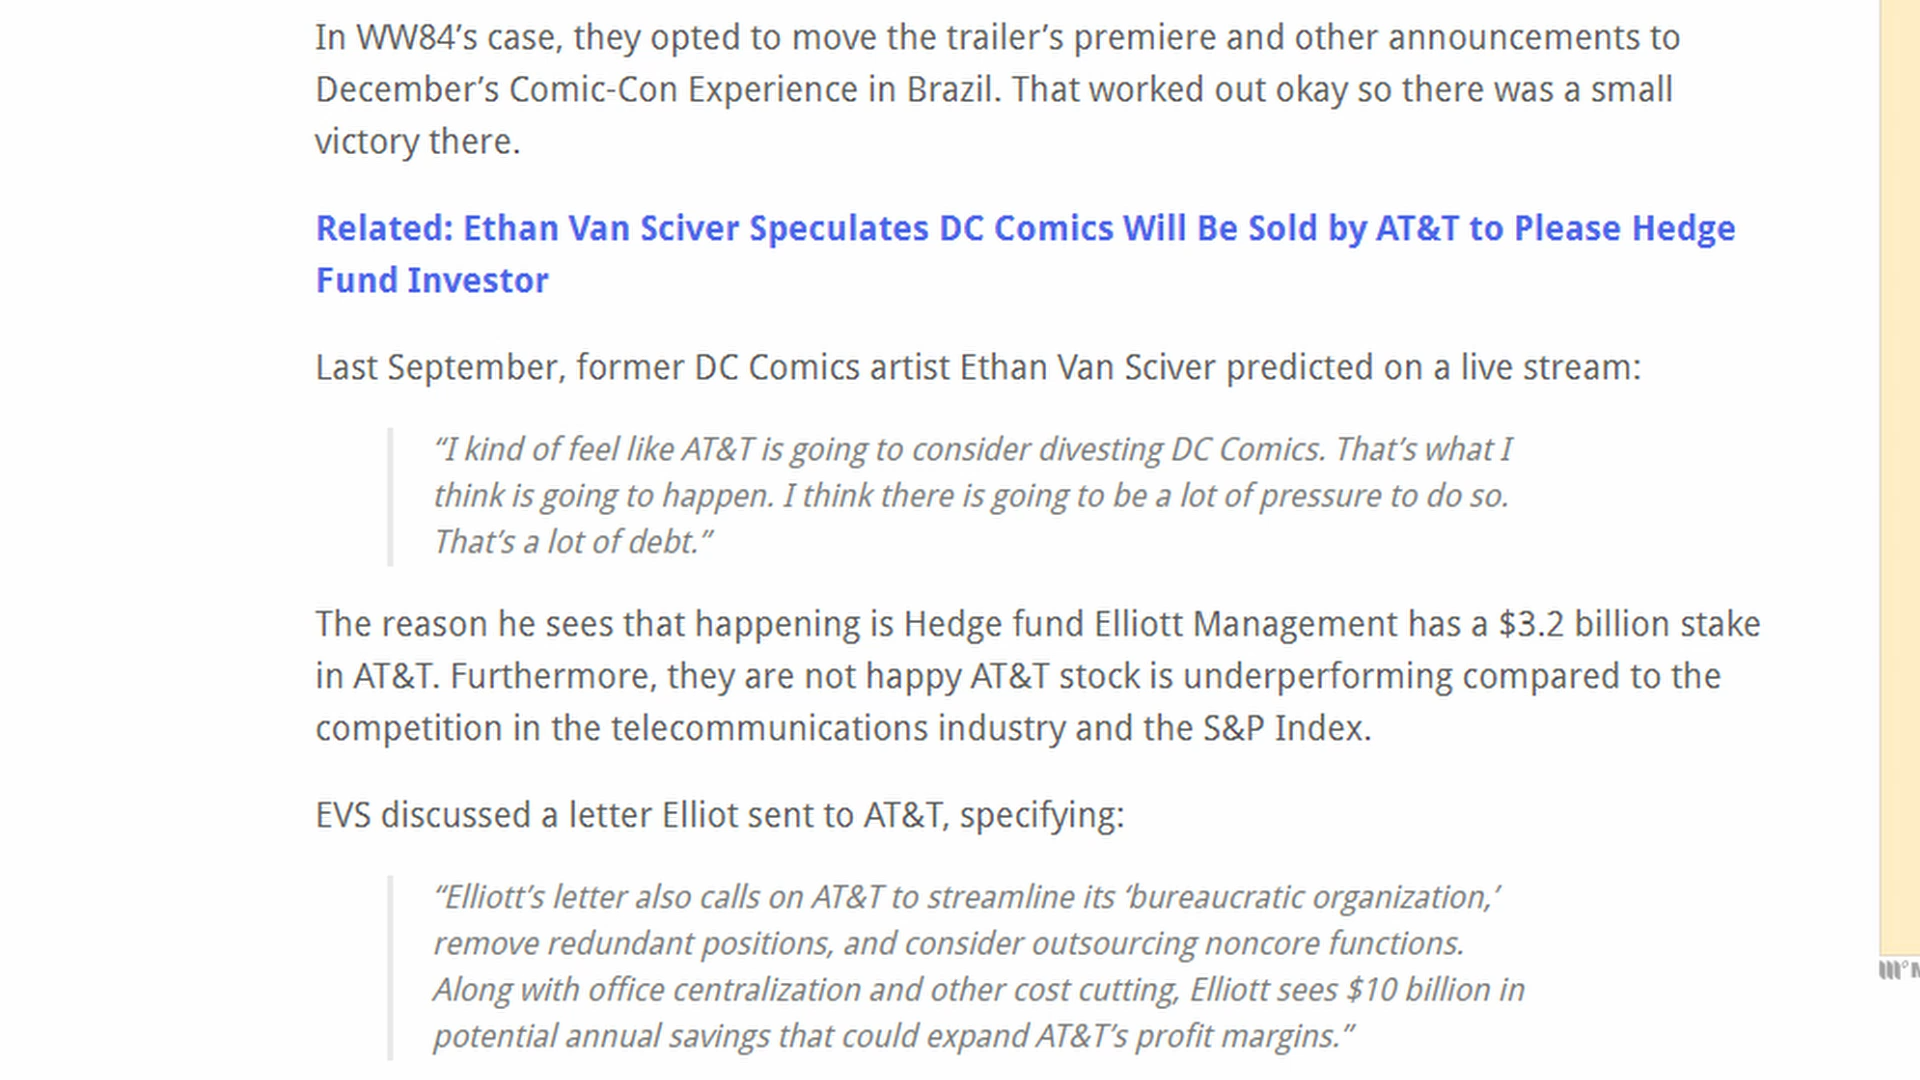 In WW84’s case, they opted to move the trailer’s premiere and other announcements to
December’s Comic-Con Experience in Brazil. That worked out okay so there was a small
victory there.
Related: Ethan Van Sciver Speculates DC Comics Will Be Sold by AT&T to Please Hedge
Fund Investor
Last September, former DC Comics artist Ethan Van Sciver predicted on a live stream:
“I kind of feel like AT&T is going to consider divesting DC Comics. That’s what I
think is going to happen. I think there is going to be a lot of pressure to do so.
That’s a lot of debt.”
The reason he sees that happening is Hedge fund Elliott Management has a $3.2 billion stake
in AT&T. Furthermore, they are not happy AT&T stock is underperforming compared to the
competition in the telecommunications industry and the S&P Index.
EVS discussed a letter Elliot sent to AT&T, specifying:
“Elliott’s letter also calls on AT&T to streamline its ‘bureaucratic organization,’
remove redundant positions, and consider outsourcing noncore functions.
Along with office centralization and other cost cutting, Elliott sees $10 billion in
potential annual savings that could expand AT&T’s profit margins.”